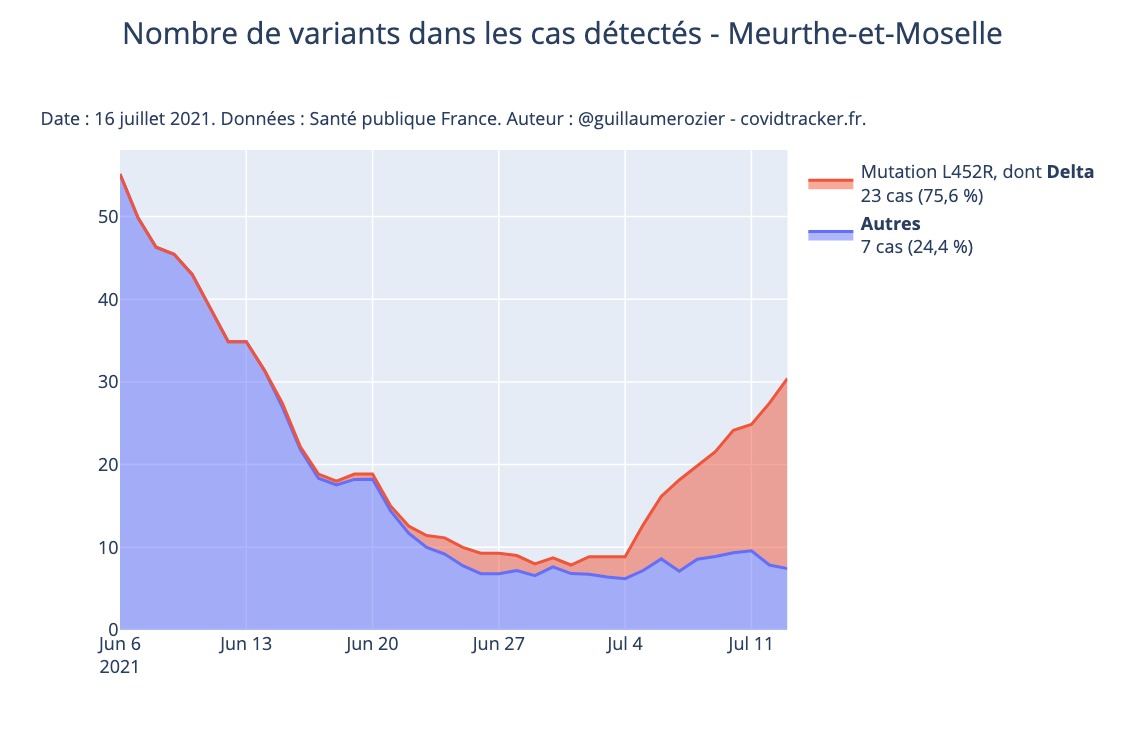 Nombre de variants dans les cas détectés - Meurthe-et-Moselle
Date : 16 juillet 2021. Données : Santé publique France. Auteur : @guillaumerozier - covidtracker.fr.
Mutation L452R, dont Delta
23 cas (75,6 %)
Autres
7 cas (24,4 %)
50
40
30
20
10
0
Jun 6
2021
Jun 13
Jun 20
Jun 27
Jul 4
Jul 11